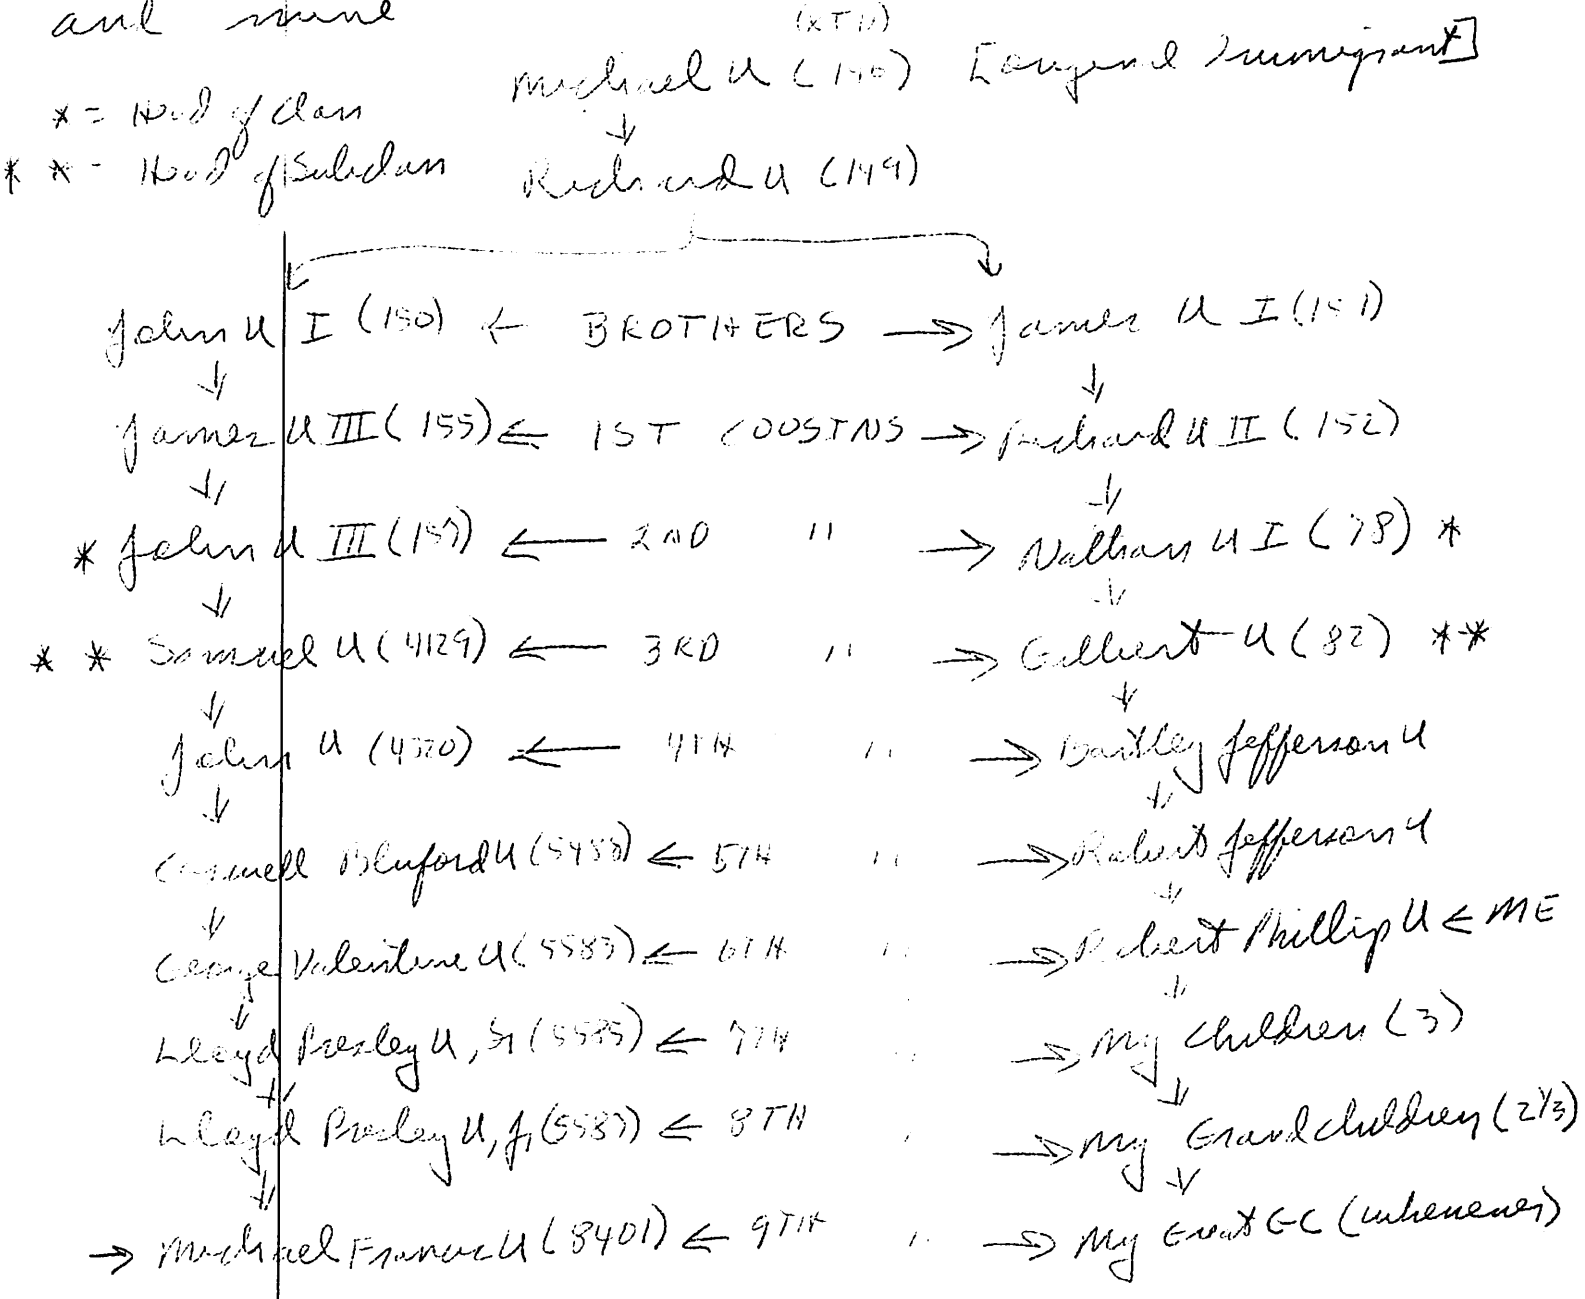 and mine
Michael U (140) [Original Immigrant]
* = Head of Clan
↓
* * - Head of Subclan Richard U (149)
John U I (150) ← BROTHERS → James U I (151)
↓ ↓
James U III (155) ← 1ST COUSINS → Richard U II (152)
↓ ↓
* John U III (157) ← 2ND " → Nathan U I (78) *
↓ ↓
* * Samuel U (4129) ← 3RD " → Gilbert U (82) **
↓ ↓
John U (4320) ← 4TH " → Bartley Jefferson U
↓ ↓
Bluford U ← 5TH " → Robert Jefferson U
↓ ↓
George Valentine U (5583) ← 6TH " → Robert Phillip U ← ME
↓ ↓
Lloyd Presley U, Sr (5585) ← 7TH " → My Children (3)
↓ ↓
Lloyd Presley U, Jr (5587) ← 8TH " → My Grandchildren (2 1/3)
↓ ↓
→ Michael Francis U (8401) ← 9TH " → My Great GC (whenever)